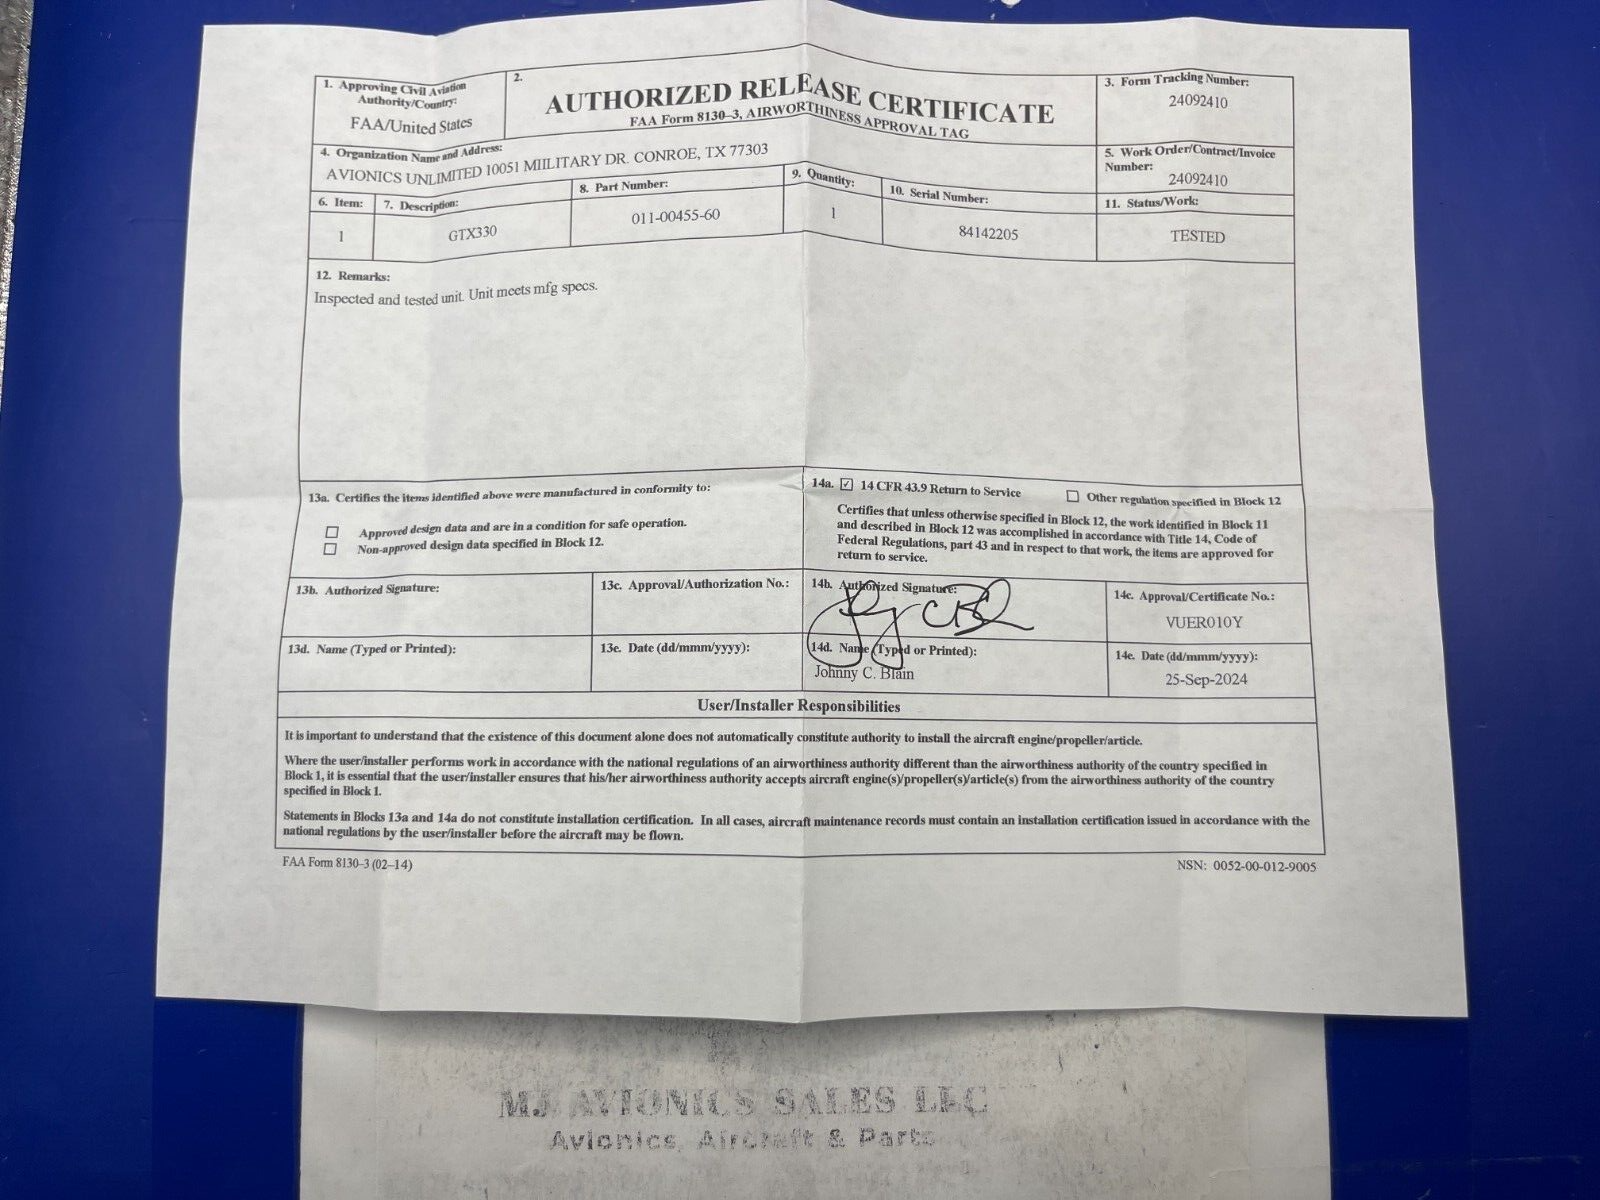 1. Approving Civil Aviation
Authority/Country:
FAA/United States
2.
AUTHORIZED RELEASE CERTIFICATE
FAA Form 8130–3, AIRWORTHINESS APPROVAL TAG
3. Form Tracking Number:
24092410
4. Organization Name and Address:
AVIONICS UNLIMITED 10051 MIILITARY DR. CONROE, TX 77303
5. Work Order/Contract/Invoice
Number:
24092410
6. Item:
7. Description:
8. Part Number:
9. Quantity:
10. Serial Number:
11. Status/Work:
1
GTX330
011-00455-60
1
84142205
TESTED
12. Remarks:
Inspected and tested unit. Unit meets mfg specs.
13a. Certifies the items identified above were manufactured in conformity to:
Approved design data and are in a condition for safe operation.
Non-approved design data specified in Block 12.
14a. 14 CFR 43.9 Return to Service
Other regulation specified in Block 12
Certifies that unless otherwise specified in Block 12, the work identified in Block 11
and described in Block 12 was accomplished in accordance with Title 14, Code of
Federal Regulations, part 43 and in respect to that work, the items are approved for
return to service.
13b. Authorized Signature:
13c. Approval/Authorization No.:
14b. Authorized Signature:
14c. Approval/Certificate No.:
VUER010Y
13d. Name (Typed or Printed):
13e. Date (dd/mmm/yyyy):
14d. Name (Typed or Printed):
Johnny C. Blain
14e. Date (dd/mmm/yyyy):
25-Sep-2024
User/Installer Responsibilities
It is important to understand that the existence of this document alone does not automatically constitute authority to install the aircraft engine/propeller/article.
Where the user/installer performs work in accordance with the national regulations of an airworthiness authority different than the airworthiness authority of the country specified in
Block 1, it is essential that the user/installer ensures that his/her airworthiness authority accepts aircraft engine(s)/propeller(s)/article(s) from the airworthiness authority of the country
specified in Block 1.
Statements in Blocks 13a and 14a do not constitute installation certification. In all cases, aircraft maintenance records must contain an installation certification issued in accordance with the
national regulations by the user/installer before the aircraft may be flown.
FAA Form 8130–3 (02–14)
NSN: 0052-00-012-9005
MJ AVIONICS SALES LLC
Avionics, Aircraft & Parts